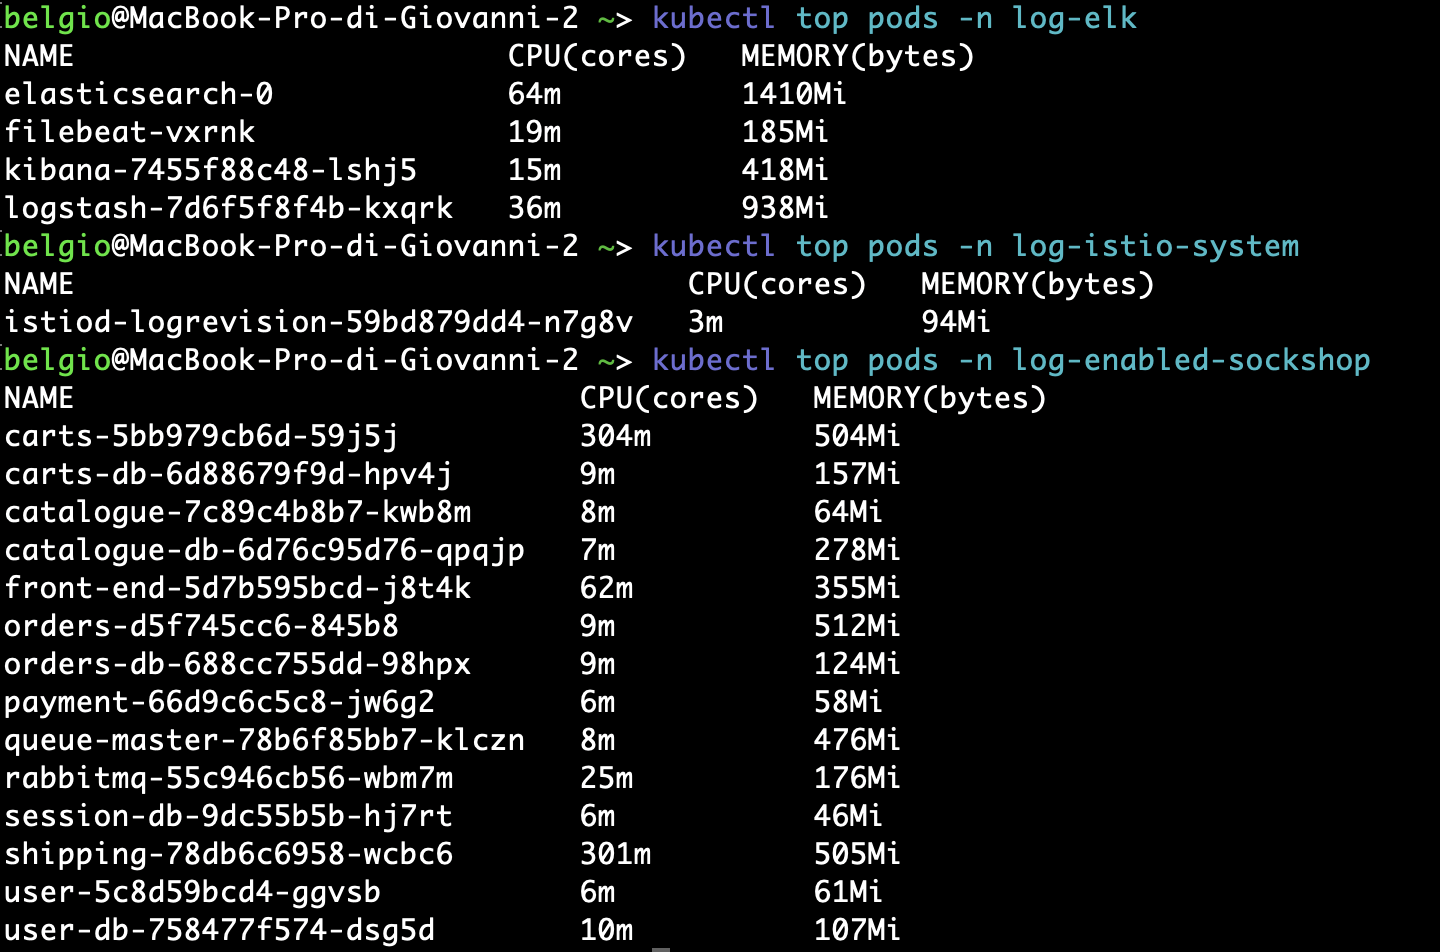 belgio@MacBook-Pro-di-Giovanni-2 ~> kubectl top pods -n log-elk
NAME CPU(cores) MEMORY(bytes)
elasticsearch-0 64m 1410Mi
filebeat-vxrnk 19m 185Mi
kibana-7455f88c48-lshj5 15m 418Mi
logstash-7d6f5f8f4b-kxqrk 36m 938Mi
belgio@MacBook-Pro-di-Giovanni-2 ~> kubectl top pods -n log-istio-system
NAME CPU(cores) MEMORY(bytes)
istiod-logrevision-59bd879dd4-n7g8v 3m 94Mi
belgio@MacBook-Pro-di-Giovanni-2 ~> kubectl top pods -n log-enabled-sockshop
NAME CPU(cores) MEMORY(bytes)
carts-5bb979cb6d-59j5j 304m 504Mi
carts-db-6d88679f9d-hpv4j 9m 157Mi
catalogue-7c89c4b8b7-kwb8m 8m 64Mi
catalogue-db-6d76c95d76-qpqjp 7m 278Mi
front-end-5d7b595bcd-j8t4k 62m 355Mi
orders-d5f745cc6-845b8 9m 512Mi
orders-db-688cc755dd-98hpx 9m 124Mi
payment-66d9c6c5c8-jw6g2 6m 58Mi
queue-master-78b6f85bb7-klczn 8m 476Mi
rabbitmq-55c946cb56-wbm7m 25m 176Mi
session-db-9dc55b5b-hj7rt 6m 46Mi
shipping-78db6c6958-wcbc6 301m 505Mi
user-5c8d59bcd4-ggvsb 6m 61Mi
user-db-758477f574-dsg5d 10m 107Mi